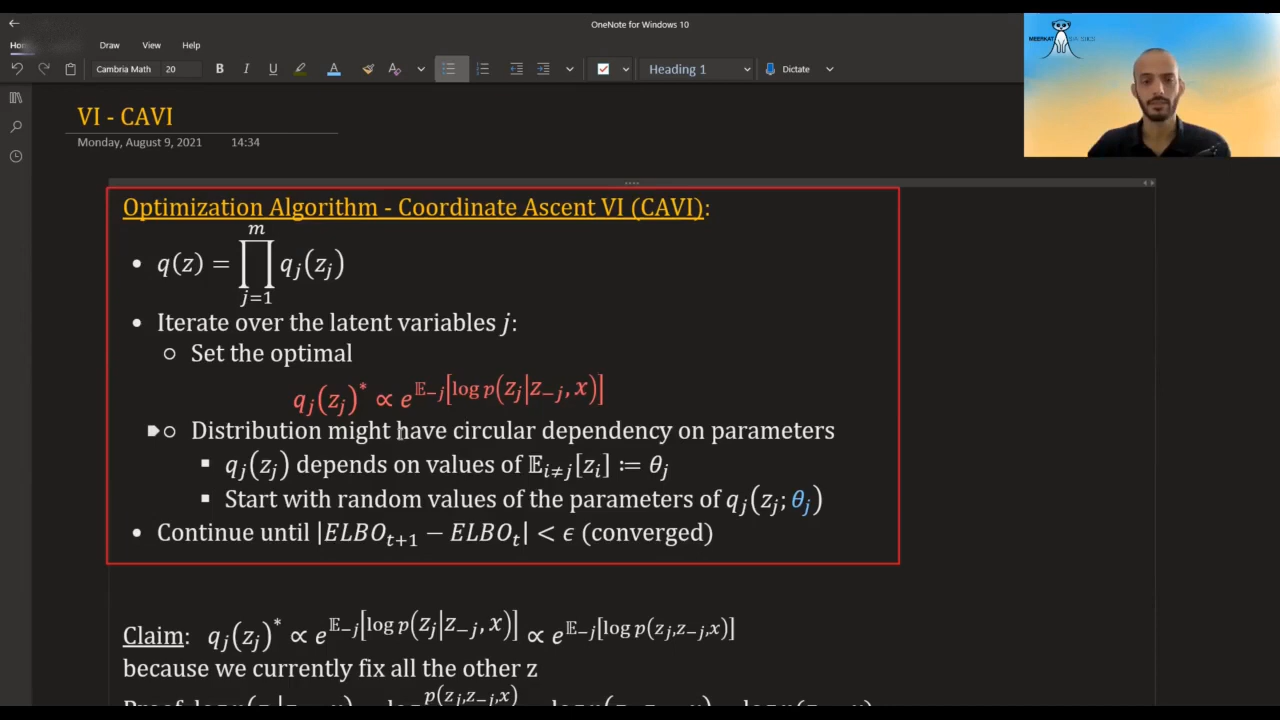 OneNote for Windows 10
Draw View Help
Cambria Math 20 B I U A Heading 1 Dictate
MEERKAT
VI - CAVI
Monday, August 9, 2021 14:34
Optimization Algorithm - Coordinate Ascent VI (CAVI):
• q(z) = ∏_{j=1}^{m} q_j(z_j)
• Iterate over the latent variables j:
○ Set the optimal
q_j(z_j)^* ∝ e^{𝔼_{-j}[log p(z_j|z_{-j}, x)]}
○ Distribution might have circular dependency on parameters
▪ q_j(z_j) depends on values of 𝔼_{i≠j}[z_i] := θ_j
▪ Start with random values of the parameters of q_j(z_j; θ_j)
• Continue until |ELBO_{t+1} − ELBO_t| < ϵ (converged)
Claim: q_j(z_j)^* ∝ e^{𝔼_{-j}[log p(z_j|z_{-j}, x)]} ∝ e^{𝔼_{-j}[log p(z_j,z_{-j},x)]}
because we currently fix all the other z
p(z_j,z_{-j},x)